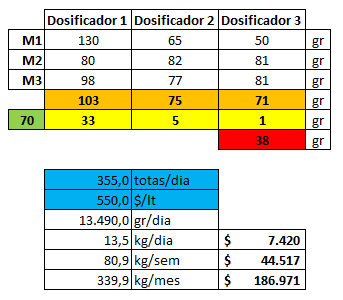 Dosificador 1 Dosificador 2 Dosificador 3
M1 130 65 50 gr
M2 80 82 81 gr
M3 98 77 81 gr
103 75 71 gr
70 33 5 1 gr
38 gr
355,0 totas/dia
550,0 $/lt
13.490,0 gr/dia
13,5 kg/dia $ 7.420
80,9 kg/sem $ 44.517
339,9 kg/mes $ 186.971